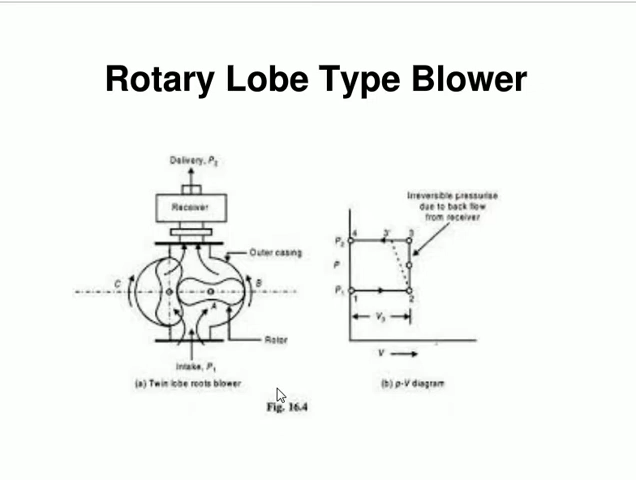 Rotary Lobe Type Blower
Delivery, P2
Receiver
Outer casing
C
B
A
Rotor
Intake, P1
(a) Twin lobe roots blower
Irreversible pressurise
due to back flow
from receiver
4
3'
3
P2
P
P1
1
2
V
(b) p-V diagram
Fig. 16.4